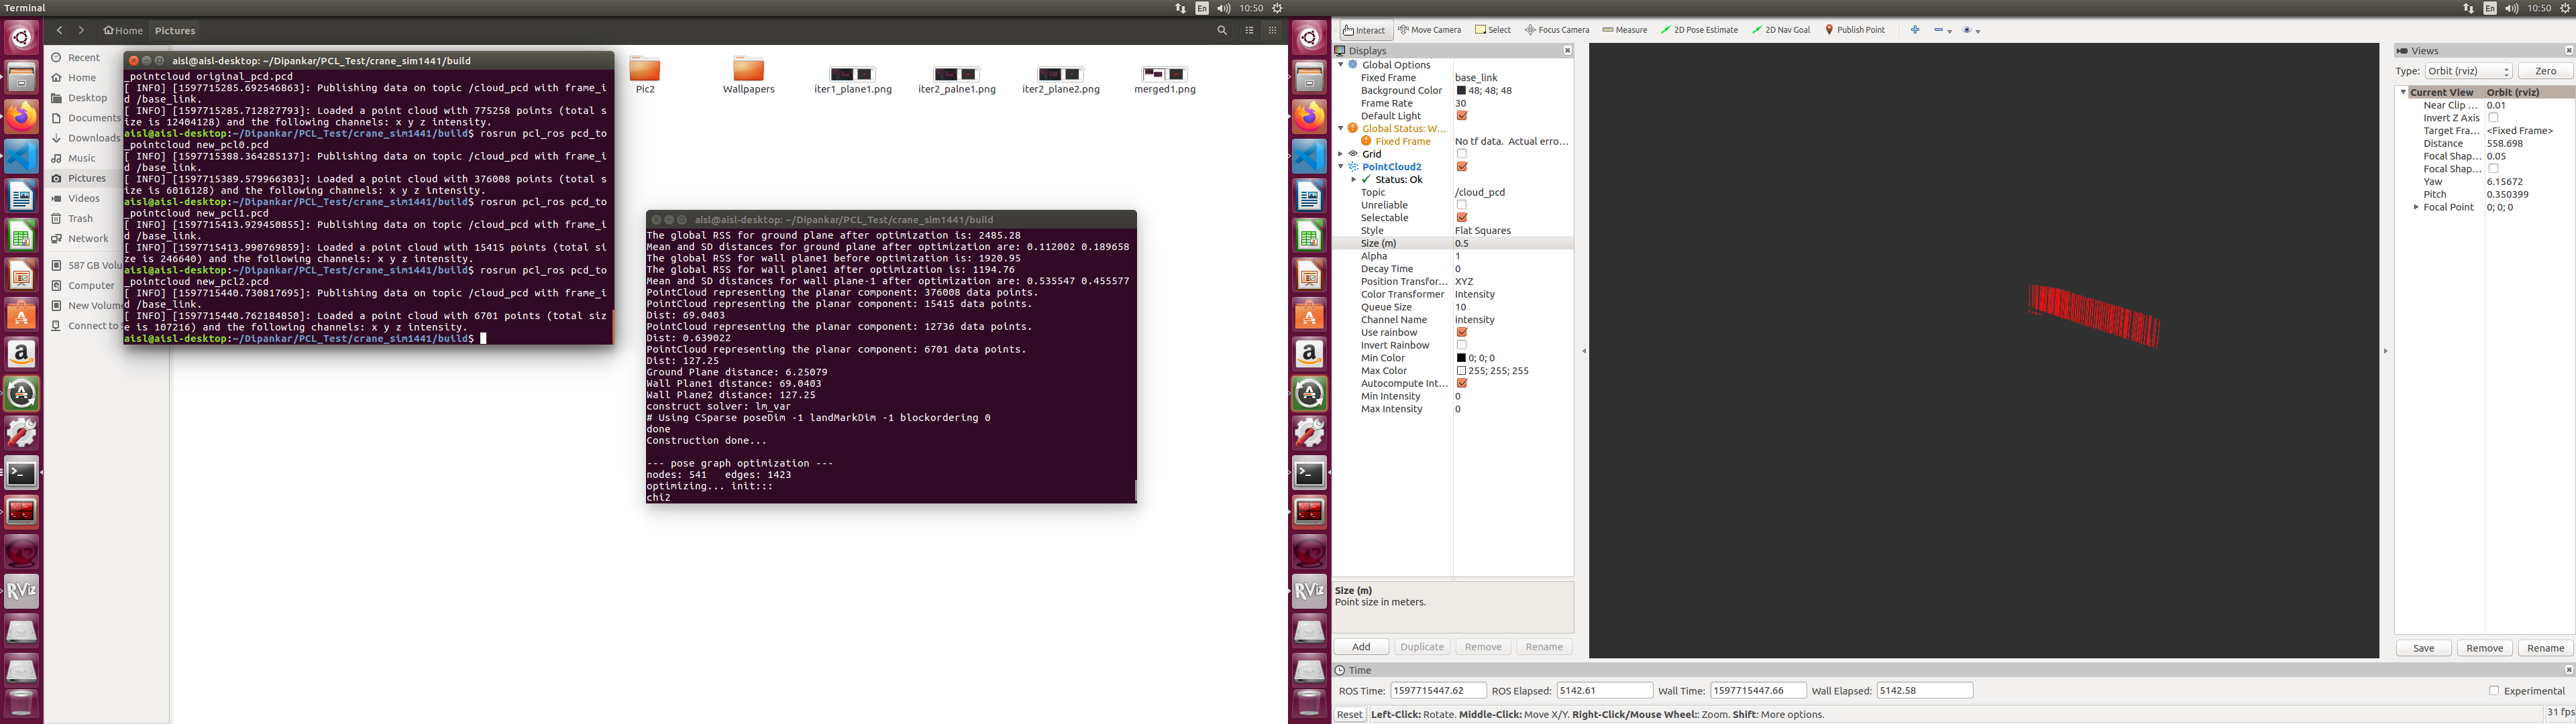 Terminal
En
10:50
Home
Pictures
Recent
Home
Desktop
Documents
Downloads
Music
Pictures
Videos
Trash
Network
587 GB Volu
Computer
New Volum
Connect to S
aisl@aisl-desktop: ~/Dipankar/PCL_Test/crane_sim1441/build
_pointcloud original_pcd.pcd
[ INFO] [1597715285.692546863]: Publishing data on topic /cloud_pcd with frame_i
d /base_link.
[ INFO] [1597715285.712827793]: Loaded a point cloud with 775258 points (total s
ize is 12404128) and the following channels: x y z intensity.
aisl@aisl-desktop:~/Dipankar/PCL_Test/crane_sim1441/build$ rosrun pcl_ros pcd_to
_pointcloud new_pcl0.pcd
[ INFO] [1597715388.364285137]: Publishing data on topic /cloud_pcd with frame_i
d /base_link.
[ INFO] [1597715389.579966303]: Loaded a point cloud with 376008 points (total s
ize is 6016128) and the following channels: x y z intensity.
aisl@aisl-desktop:~/Dipankar/PCL_Test/crane_sim1441/build$ rosrun pcl_ros pcd_to
_pointcloud new_pcl1.pcd
[ INFO] [1597715413.929450855]: Publishing data on topic /cloud_pcd with frame_i
d /base_link.
[ INFO] [1597715413.990769859]: Loaded a point cloud with 15415 points (total si
ze is 246640) and the following channels: x y z intensity.
aisl@aisl-desktop:~/Dipankar/PCL_Test/crane_sim1441/build$ rosrun pcl_ros pcd_to
_pointcloud new_pcl2.pcd
[ INFO] [1597715440.730817695]: Publishing data on topic /cloud_pcd with frame_i
d /base_link.
[ INFO] [1597715440.762184850]: Loaded a point cloud with 6701 points (total siz
e is 107216) and the following channels: x y z intensity.
aisl@aisl-desktop:~/Dipankar/PCL_Test/crane_sim1441/build$
Pic2
Wallpapers
iter1_plane1.png
iter2_palne1.png
iter2_plane2.png
merged1.png
aisl@aisl-desktop: ~/Dipankar/PCL_Test/crane_sim1441/build
The global RSS for ground plane after optimization is: 2485.28
Mean and SD distances for ground plane after optimization are: 0.112002 0.189658
The global RSS for wall plane1 before optimization is: 1920.95
The global RSS for wall plane1 after optimization is: 1194.76
Mean and SD distances for wall plane-1 after optimization are: 0.535547 0.455577
PointCloud representing the planar component: 376008 data points.
PointCloud representing the planar component: 15415 data points.
Dist: 69.0403
PointCloud representing the planar component: 12736 data points.
Dist: 0.639022
PointCloud representing the planar component: 6701 data points.
Dist: 127.25
Ground Plane distance: 6.25079
Wall Plane1 distance: 69.0403
Wall Plane2 distance: 127.25
construct solver: lm_var
# Using CSparse poseDim -1 landMarkDim -1 blockordering 0
done
Construction done...
--- pose graph optimization ---
nodes: 541 edges: 1423
optimizing... init:::
chi2
RViz
En
10:50
Interact
Move Camera
Select
Focus Camera
Measure
2D Pose Estimate
2D Nav Goal
Publish Point
Displays
Global Options
Fixed Frame base_link
Background Color 48; 48; 48
Frame Rate 30
Default Light
Global Status: W...
Fixed Frame No tf data. Actual erro...
Grid
PointCloud2
Status: Ok
Topic /cloud_pcd
Unreliable
Selectable
Style Flat Squares
Size (m) 0.5
Alpha 1
Decay Time 0
Position Transfor... XYZ
Color Transformer Intensity
Queue Size 10
Channel Name intensity
Use rainbow
Invert Rainbow
Min Color 0; 0; 0
Max Color 255; 255; 255
Autocompute Int...
Min Intensity 0
Max Intensity 0
Size (m)
Point size in meters.
Add
Duplicate
Remove
Rename
Views
Type: Orbit (rviz)
Zero
Current View Orbit (rviz)
Near Clip ... 0.01
Invert Z Axis
Target Fra... <Fixed Frame>
Distance 558.698
Focal Shap... 0.05
Focal Shap...
Yaw 6.15672
Pitch 0.350399
Focal Point 0; 0; 0
Save
Remove
Rename
Time
ROS Time: 1597715447.62
ROS Elapsed: 5142.61
Wall Time: 1597715447.66
Wall Elapsed: 5142.58
Experimental
Reset
Left-Click: Rotate. Middle-Click: Move X/Y. Right-Click/Mouse Wheel:: Zoom. Shift: More options.
31 fps
RViz